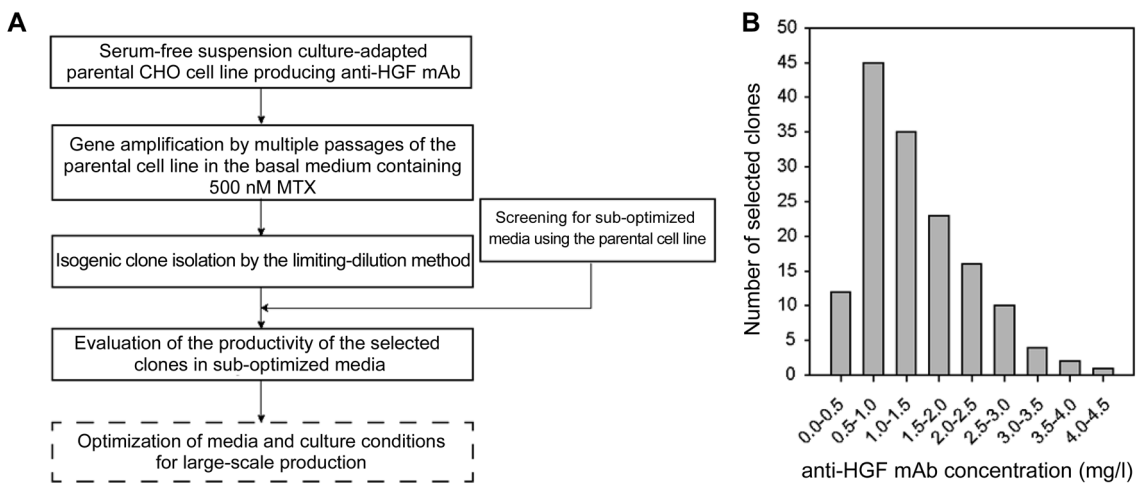 A
Serum-free suspension culture-adapted
parental CHO cell line producing anti-HGF mAb
Gene amplification by multiple passages of the
parental cell line in the basal medium containing
500 nM MTX
Screening for sub-optimized
media using the parental cell line
Isogenic clone isolation by the limiting-dilution method
Evaluation of the productivity of the selected
clones in sub-optimized media
Optimization of media and culture conditions
for large-scale production
B
Number of selected clones
50
45
40
35
30
25
20
15
10
5
0
0.0-0.5
0.5-1.0
1.0-1.5
1.5-2.0
2.0-2.5
2.5-3.0
3.0-3.5
3.5-4.0
4.0-4.5
anti-HGF mAb concentration (mg/l)